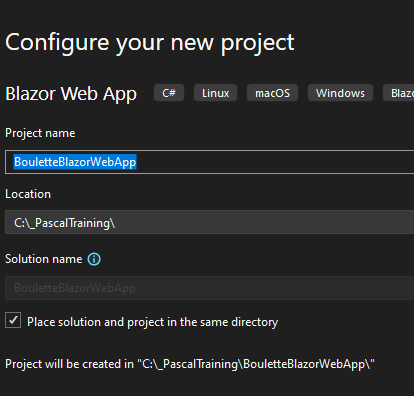 Configure your new project
Blazor Web App C# Linux macOS Windows Blaz
Project name
BouletteBlazorWebApp
Location
C:\_PascalTraining\
Solution name
BouletteBlazorWebApp
Place solution and project in the same directory
Project will be created in "C:\_PascalTraining\BouletteBlazorWebApp\"